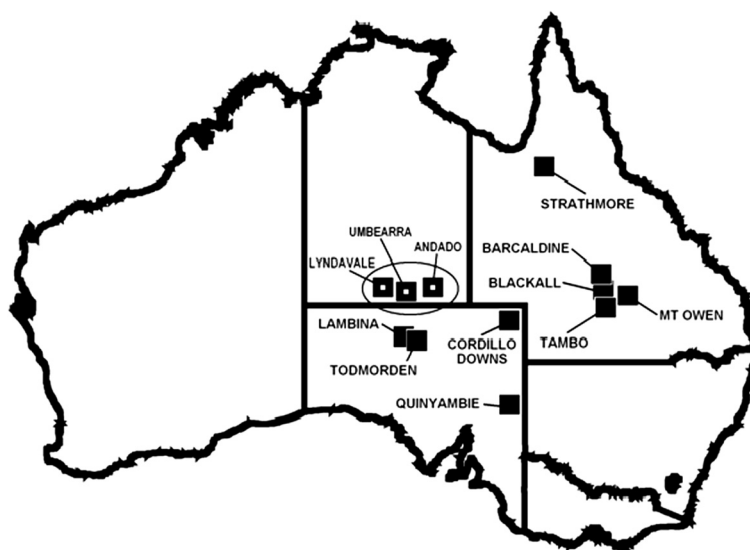 STRATHMORE
UMBEARRA
ANDADO
BARCALDINE
LYNDAVALE
BLACKALL
MT OWEN
LAMBINA
CORDILLO
DOWNS
TAMBO
TODMORDEN
QUINYAMBIE